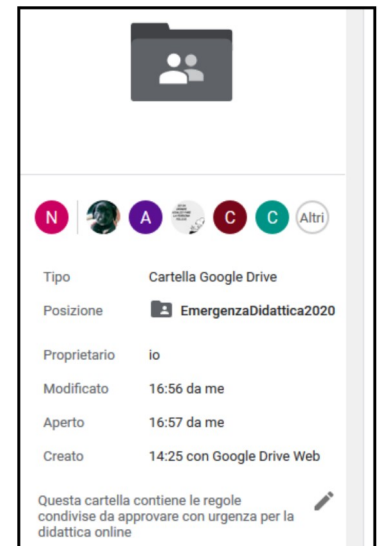 N A C C Altri
Tipo Cartella Google Drive
Posizione EmergenzaDidattica2020
Proprietario io
Modificato 16:56 da me
Aperto 16:57 da me
Creato 14:25 con Google Drive Web
Questa cartella contiene le regole
condivise da approvare con urgenza per la
didattica online